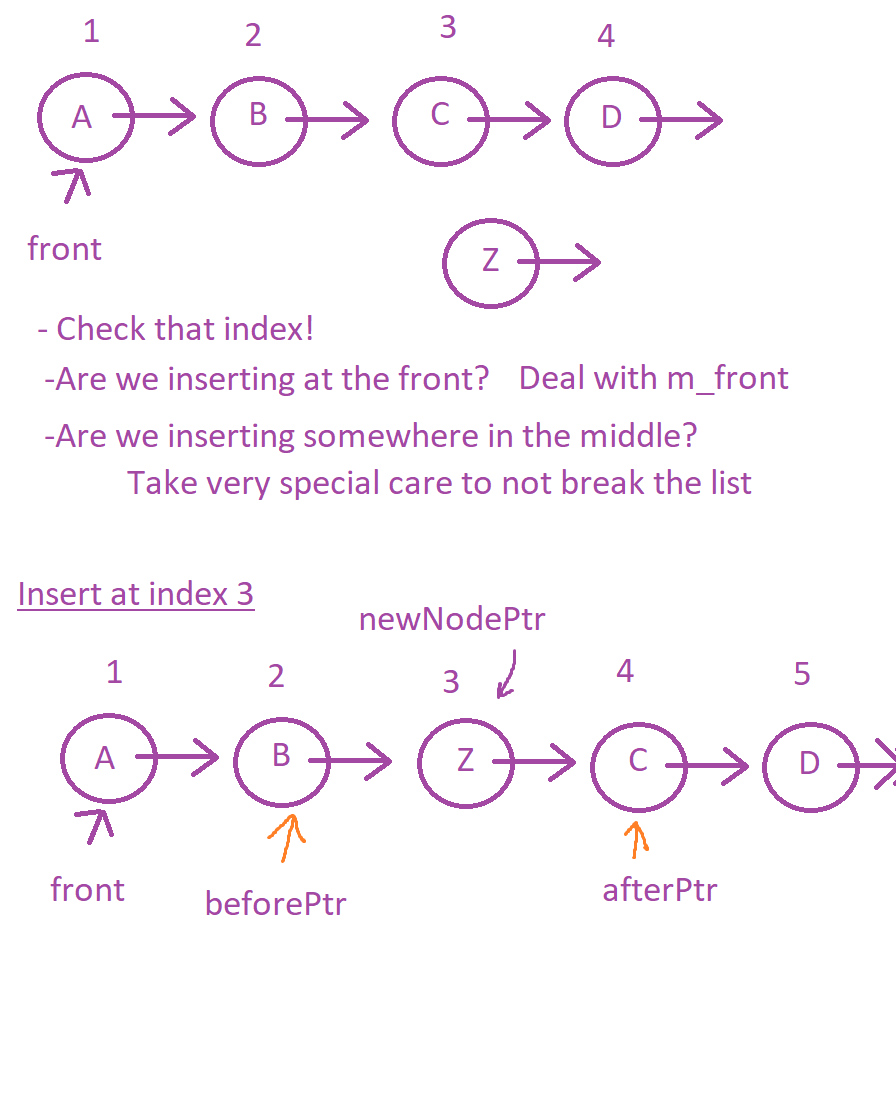 1 2 3 4
A B C D
front
Z
- Check that index!
-Are we inserting at the front? Deal with m_front
-Are we inserting somewhere in the middle?
Take very special care to not break the list
Insert at index 3
newNodePtr
1 2 3 4 5
A B Z C D
front beforePtr afterPtr